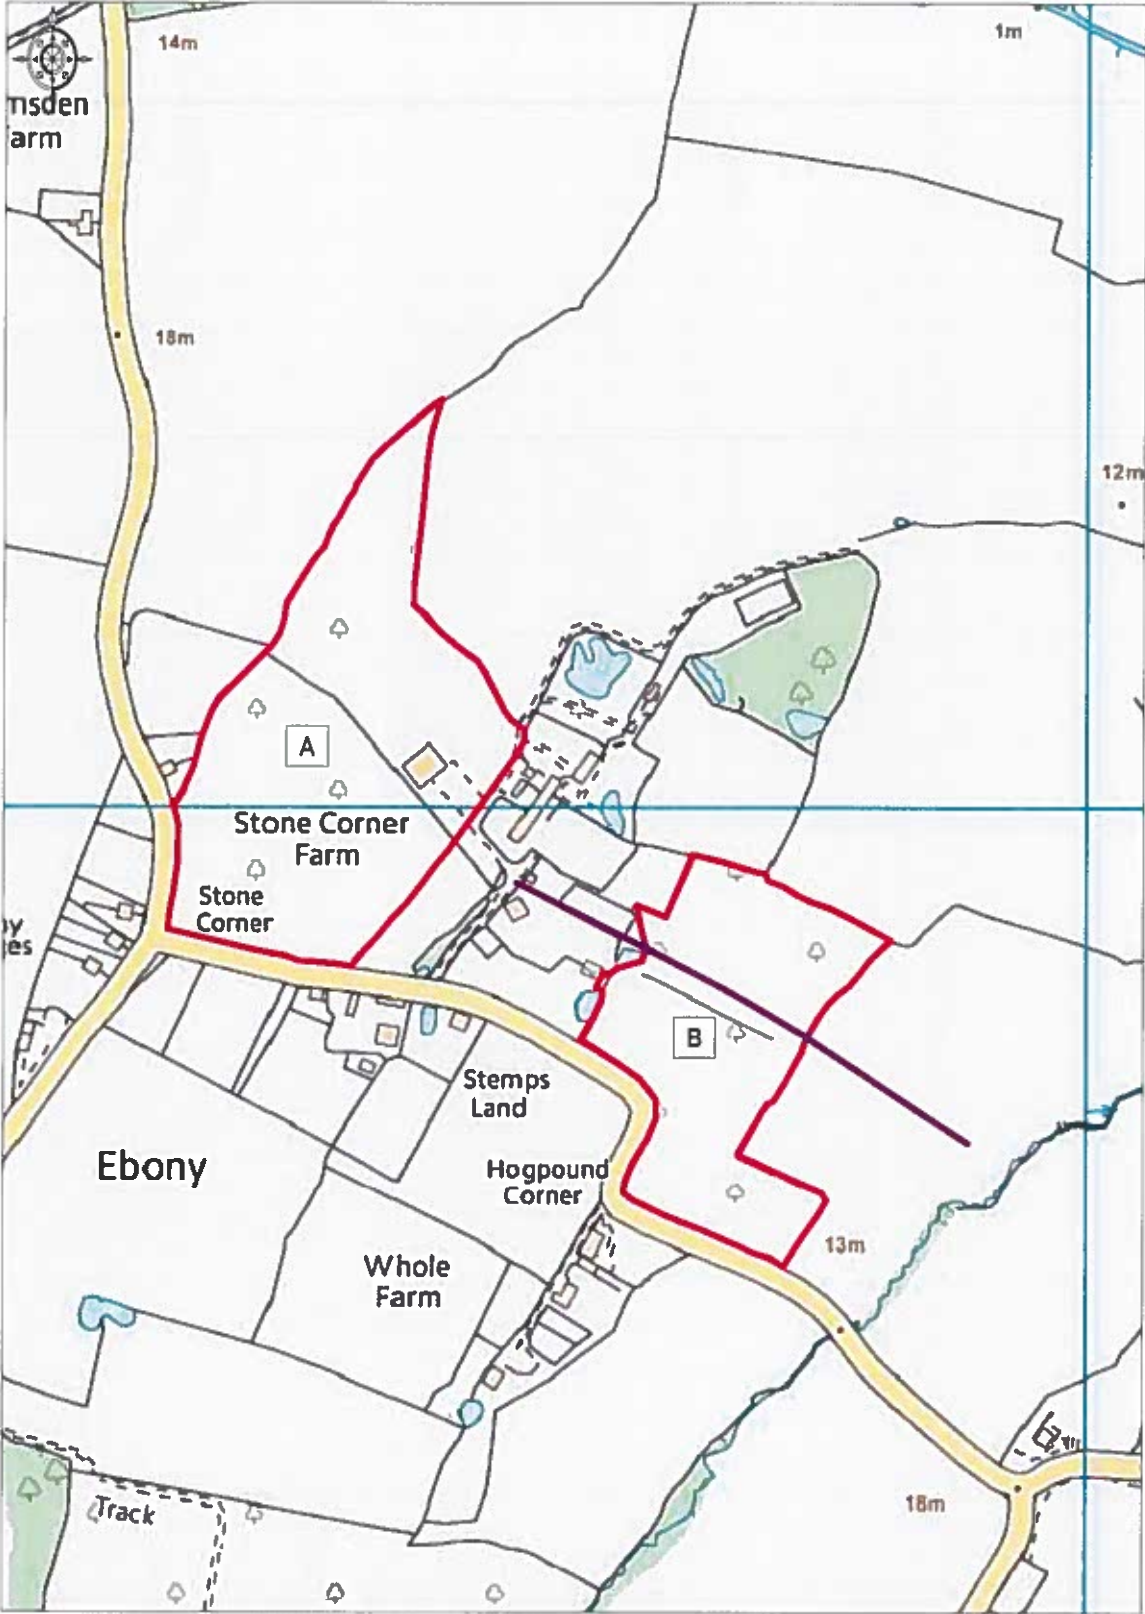 14m
1m
msden
arm
18m
12m
A
Stone Corner
Farm
Stone
Corner
B
Stemps
Land
Ebony
Hogpound
Corner
13m
Whole
Farm
18m
Track